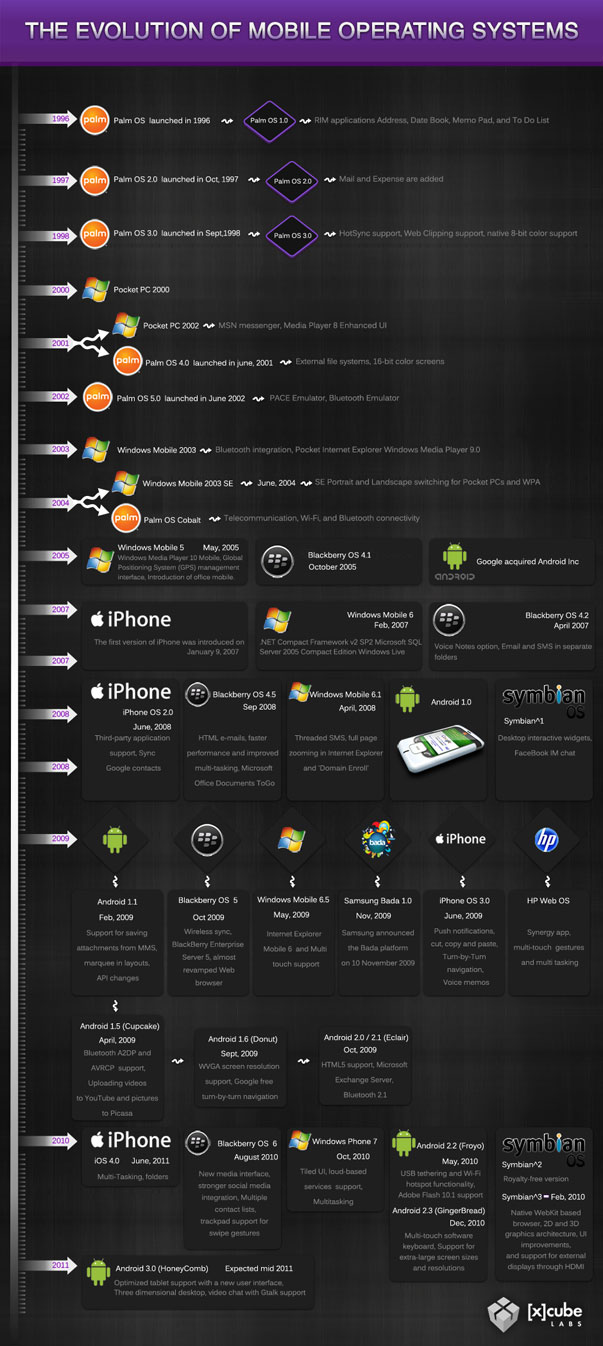 THE EVOLUTION OF MOBILE OPERATING SYSTEMS
1996
palm
Palm OS launched in 1996
Palm OS 1.0
RIM applications Address, Date Book, Memo Pad, and To Do List
1997
palm
Palm OS 2.0 launched in Oct, 1997
Palm OS 2.0
Mail and Expense are added
1998
palm
Palm OS 3.0 launched in Sept,1998
Palm OS 3.0
HotSync support, Web Clipping support, native 8-bit color support
2000
Pocket PC 2000
2001
Pocket PC 2002
MSN messenger, Media Player 8 Enhanced UI
palm
Palm OS 4.0 launched in june, 2001
External file systems, 16-bit color screens
2002
palm
Palm OS 5.0 launched in June 2002
PACE Emulator, Bluetooth Emulator
2003
Windows Mobile 2003
Bluetooth integration, Pocket Internet Explorer Windows Media Player 9.0
2004
Windows Mobile 2003 SE
June, 2004
SE Portrait and Landscape switching for Pocket PCs and WPA
palm
Palm OS Cobalt
Telecommunication, Wi-Fi, and Bluetooth connectivity
2005
Windows Mobile 5 May, 2005
Windows Media Player 10 Mobile, Global
Positioning System (GPS) management
interface, Introduction of office mobile.
Blackberry OS 4.1
October 2005
ANDROID
Google acquired Android Inc
2007
iPhone
The first version of iPhone was introduced on
January 9, 2007
Windows Mobile 6
Feb, 2007
.NET Compact Framework v2 SP2 Microsoft SQL
Server 2005 Compact Edition Windows Live
Blackberry OS 4.2
April 2007
Voice Notes option, Email and SMS in separate
folders
2007
2008
iPhone
iPhone OS 2.0
June, 2008
Third-party application
support, Sync
Google contacts
Blackberry OS 4.5
Sep 2008
HTML e-mails, faster
performance and improved
multi-tasking, Microsoft
Office Documents ToGo
Windows Mobile 6.1
April, 2008
Threaded SMS, full page
zooming in Internet Explorer
and 'Domain Enroll'
Android 1.0
symbian
OS
Symbian^1
Desktop interactive widgets,
FaceBook IM chat
2008
2009
bada
iPhone
hp
Android 1.1
Feb, 2009
Support for saving
attachments from MMS,
marquee in layouts,
API changes
Blackberry OS 5
Oct 2009
Wireless sync,
BlackBerry Enterprise
Server 5, almost
revamped Web
browser
Windows Mobile 6.5
May, 2009
Internet Explorer
Mobile 6 and Multi
touch support
Samsung Bada 1.0
Nov, 2009
Samsung announced
the Bada platform
on 10 November 2009
iPhone OS 3.0
June, 2009
Push notifications,
cut, copy and paste,
Turn-by-Turn
navigation,
Voice memos
HP Web OS
Synergy app,
multi-touch gestures
and multi tasking
Android 1.5 (Cupcake)
April, 2009
Bluetooth A2DP and
AVRCP support,
Uploading videos
to YouTube and pictures
to Picasa
Android 1.6 (Donut)
Sept, 2009
WVGA screen resolution
support, Google free
turn-by-turn navigation
Android 2.0 / 2.1 (Eclair)
Oct, 2009
HTML5 support, Microsoft
Exchange Server,
Bluetooth 2.1
2010
iPhone
iOS 4.0 June, 2011
Multi-Tasking, folders
Blackberry OS 6
August 2010
New media interface,
stronger social media
integration, Multiple
contact lists,
trackpad support for
swipe gestures
Windows Phone 7
Oct, 2010
Tiled UI, loud-based
services support,
Multitasking
Android 2.2 (Froyo)
May, 2010
USB tethering and Wi-Fi
hotspot functionality,
Adobe Flash 10.1 support
Android 2.3 (GingerBread)
Dec, 2010
Multi-touch software
keyboard, Support for
extra-large screen sizes
and resolutions
symbian
OS
Symbian^2
Royalty-free version
Symbian^3 - Feb, 2010
Native WebKit based
browser, 2D and 3D
graphics architecture, UI
improvements,
and support for external
displays through HDMI
2011
Android 3.0 (HoneyComb) Expected mid 2011
Optimized tablet support with a new user interface,
Three dimensional desktop, video chat with Gtalk support
[x]cube
LABS